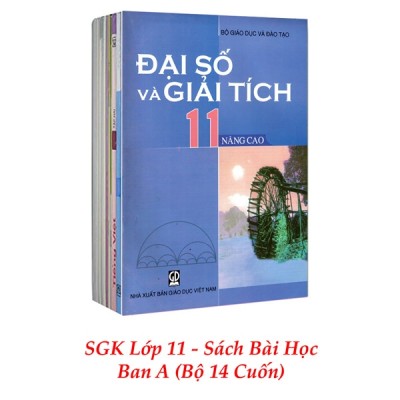 BỘ GIÁO DỤC VÀ ĐÀO TẠO
ĐẠI SỐ
VÀ GIẢI TÍCH
11
NÂNG CAO
GD
NHÀ XUẤT BẢN GIÁO DỤC VIỆT NAM
SGK Lớp 11 - Sách Bài Học
Ban A (Bộ 14 Cuốn)